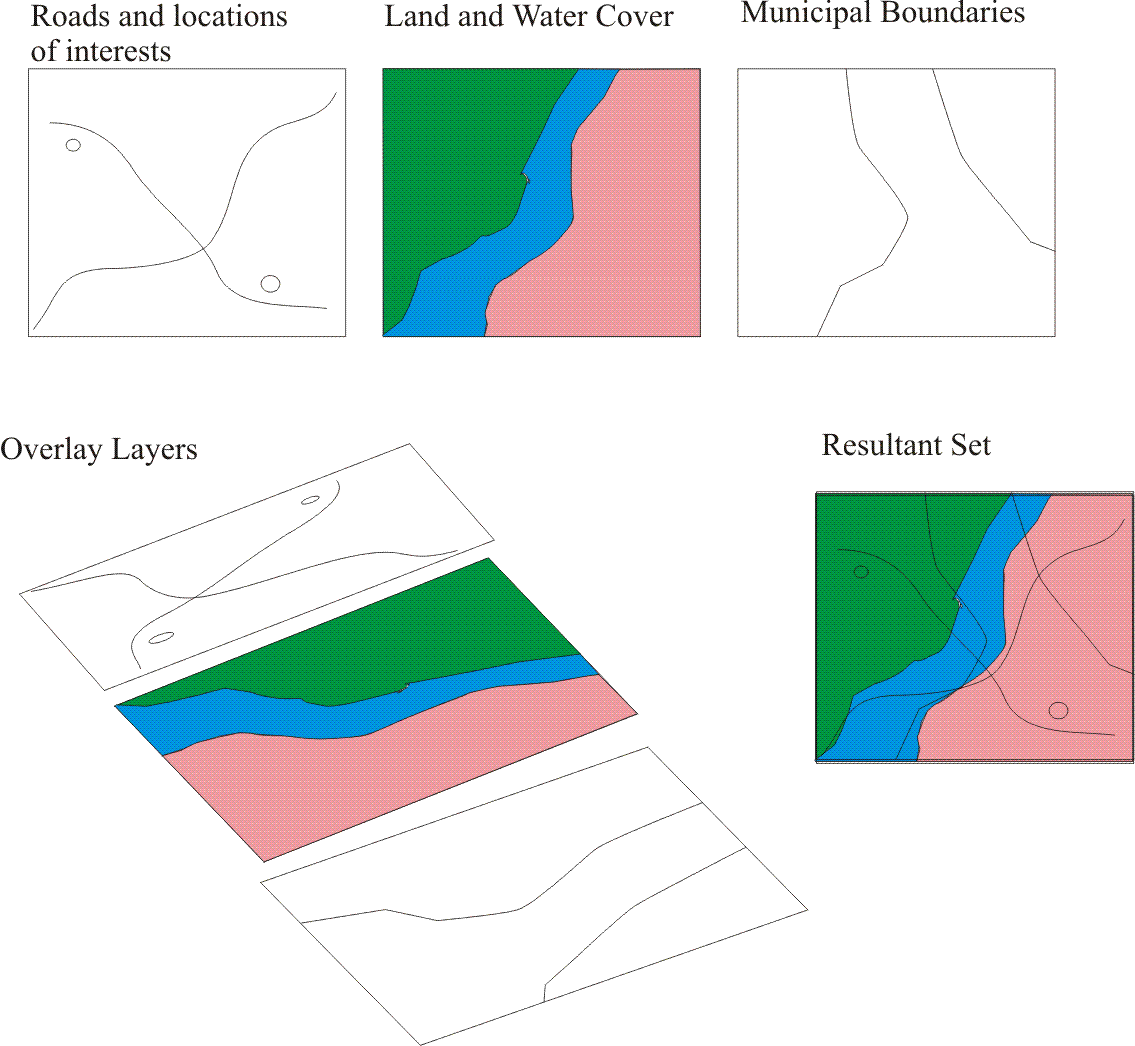 Roads and locations
of interests
Land and Water Cover
Municipal Boundaries
Overlay Layers
Resultant Set